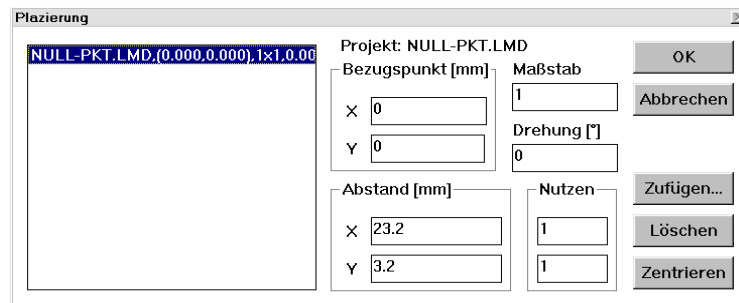 Plazierung
NULL-PKT.LMD,(0.000,0.000),1x1,0.00
Projekt: NULL-PKT.LMD
Bezugspunkt [mm]
X 0
Y 0
Maßstab
1
Drehung [°]
0
Abstand [mm]
X 23.2
Y 3.2
Nutzen
1
1
OK
Abbrechen
Zufügen...
Löschen
Zentrieren